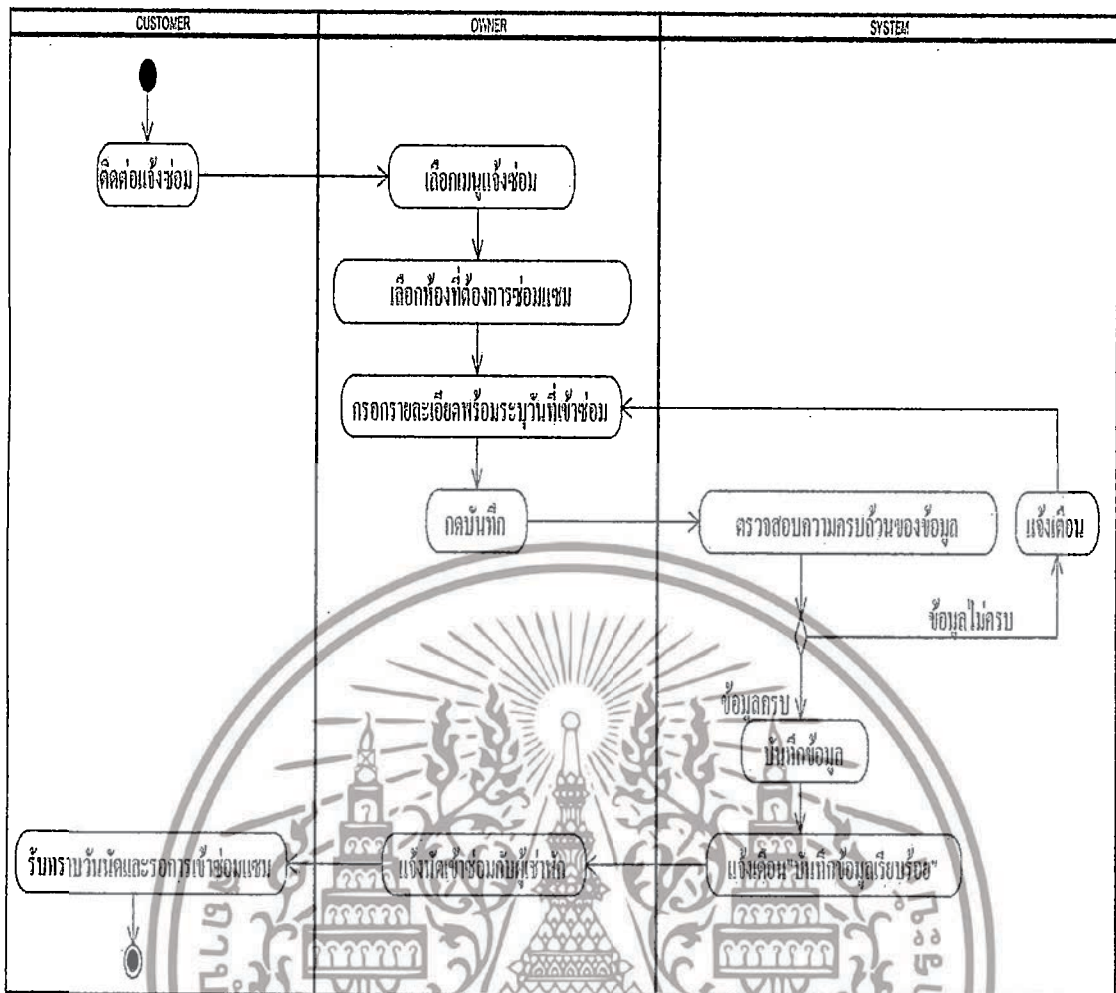 CUSTOMER
OWNER
SYSTEM
ติดต่อแจ้งซ่อม
เลือกเมนูแจ้งซ่อม
เลือกห้องที่ต้องการซ่อมแซม
กรอกรายละเอียดพร้อมระบุวันที่เข้าซ่อม
กดบันทึก
ตรวจสอบความครบถ้วนของข้อมูล
แจ้งเตือน
ข้อมูลไม่ครบ
ข้อมูลครบ
บันทึกข้อมูล
รับทราบวันนัดและรอการเข้าซ่อมแซม
แจ้งนัดเข้าซ่อมกับผู้เช่าพัก
แจ้งเตือน"บันทึกข้อมูลเรียบร้อย"